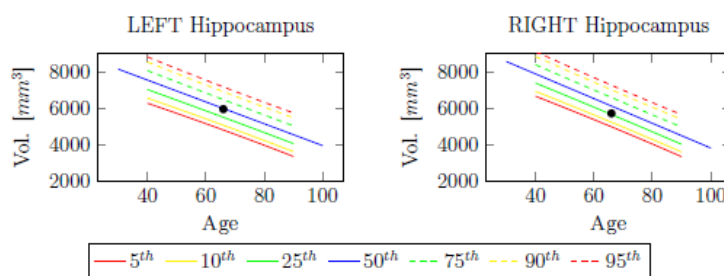 LEFT Hippocampus
RIGHT Hippocampus
Vol. [mm³]
8000
6000
4000
2000
40 60 80 100
Age
Vol. [mm³]
8000
6000
4000
2000
40 60 80 100
Age
5th 10th 25th 50th 75th 90th 95th